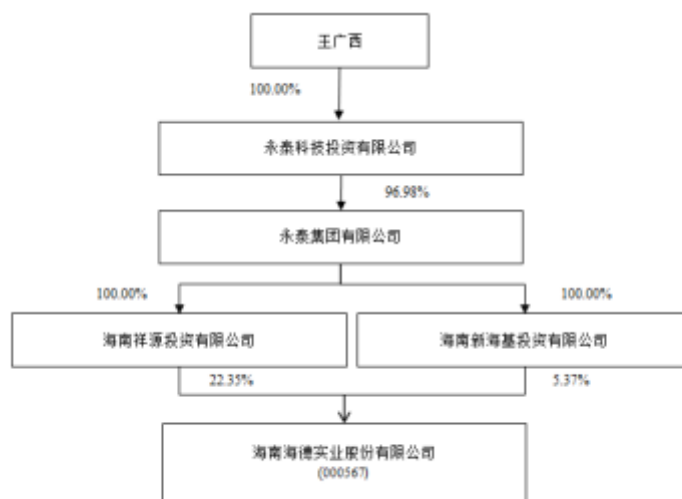 王广西
100.00%
永泰科技投资有限公司
96.98%
永泰集团有限公司
100.00%
100.00%
海南祥源投资有限公司
海南新海基投资有限公司
22.35%
5.37%
海南海德实业股份有限公司
(000567)